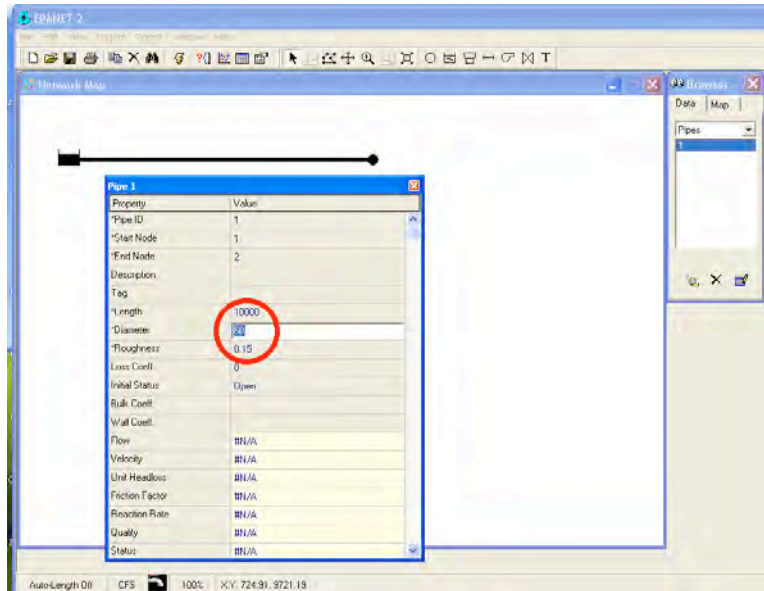 EPANET 2
Network Map
Browser
Data Map
Pipes
1
Pipe 1
Property Value
*Pipe ID 1
*Start Node 1
*End Node 2
Description
Tag
*Length 10000
*Diameter
*Roughness 0.15
Loss Coeff. 0
Initial Status Open
Bulk Coeff.
Wall Coeff.
Flow #N/A
Velocity #N/A
Unit Headloss #N/A
Friction Factor #N/A
Reaction Rate #N/A
Quality #N/A
Status #N/A
Auto-Length Off CFS 100% X,Y: 724.91, 9721.19